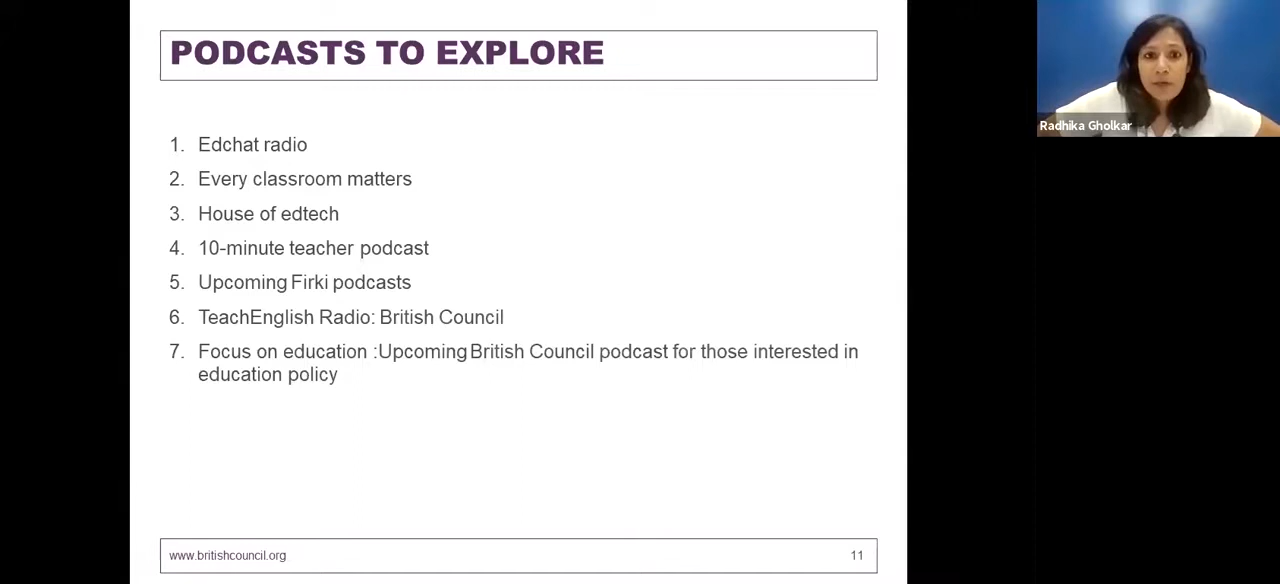 PODCASTS TO EXPLORE
Radhika Gholkar
1. Edchat radio
2. Every classroom matters
3. House of edtech
4. 10-minute teacher podcast
5. Upcoming Firki podcasts
6. TeachEnglish Radio: British Council
7. Focus on education :Upcoming British Council podcast for those interested in
education policy
www.britishcouncil.org 11